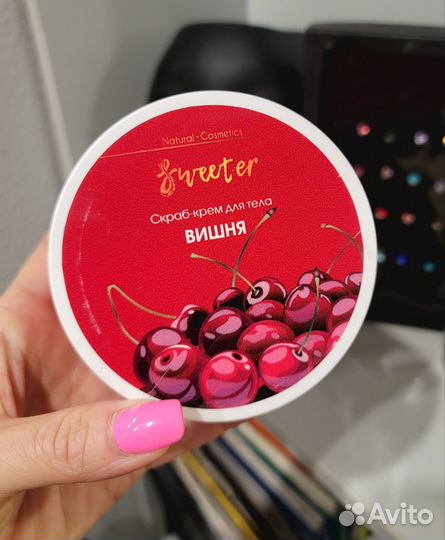 Natural • Cosmetics
Sweeter
Скраб-крем для тела
ВИШНЯ
Avito